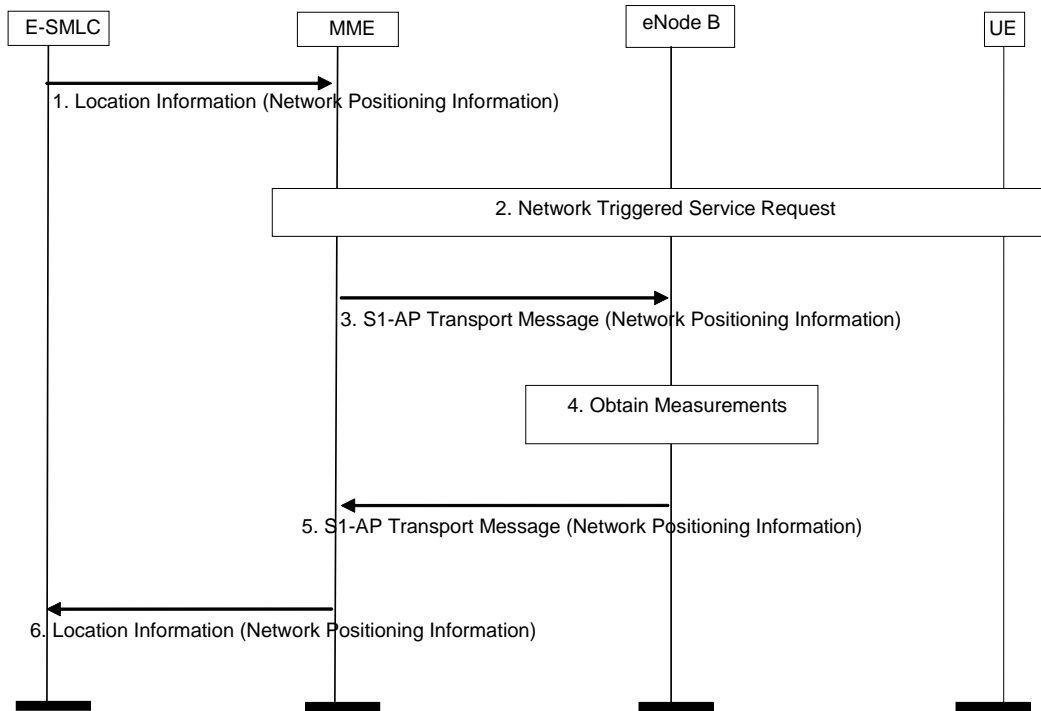 E-SMLC
MME
eNode B
UE
1. Location Information (Network Positioning Information)
2. Network Triggered Service Request
3. S1-AP Transport Message (Network Positioning Information)
4. Obtain Measurements
5. S1-AP Transport Message (Network Positioning Information)
6. Location Information (Network Positioning Information)